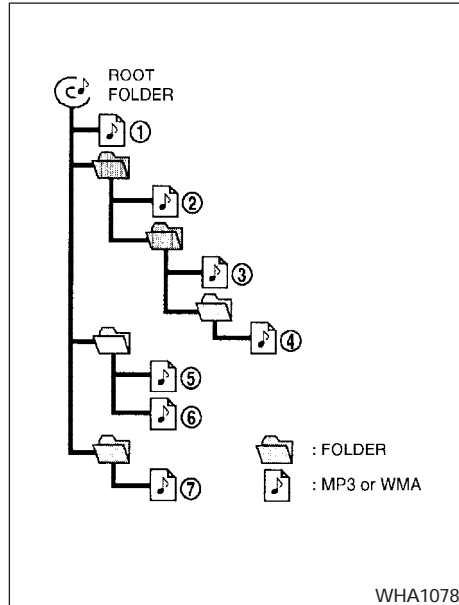 ROOT
FOLDER
①
②
③
④
⑤
⑥
⑦
: FOLDER
: MP3 or WMA
WHA1078